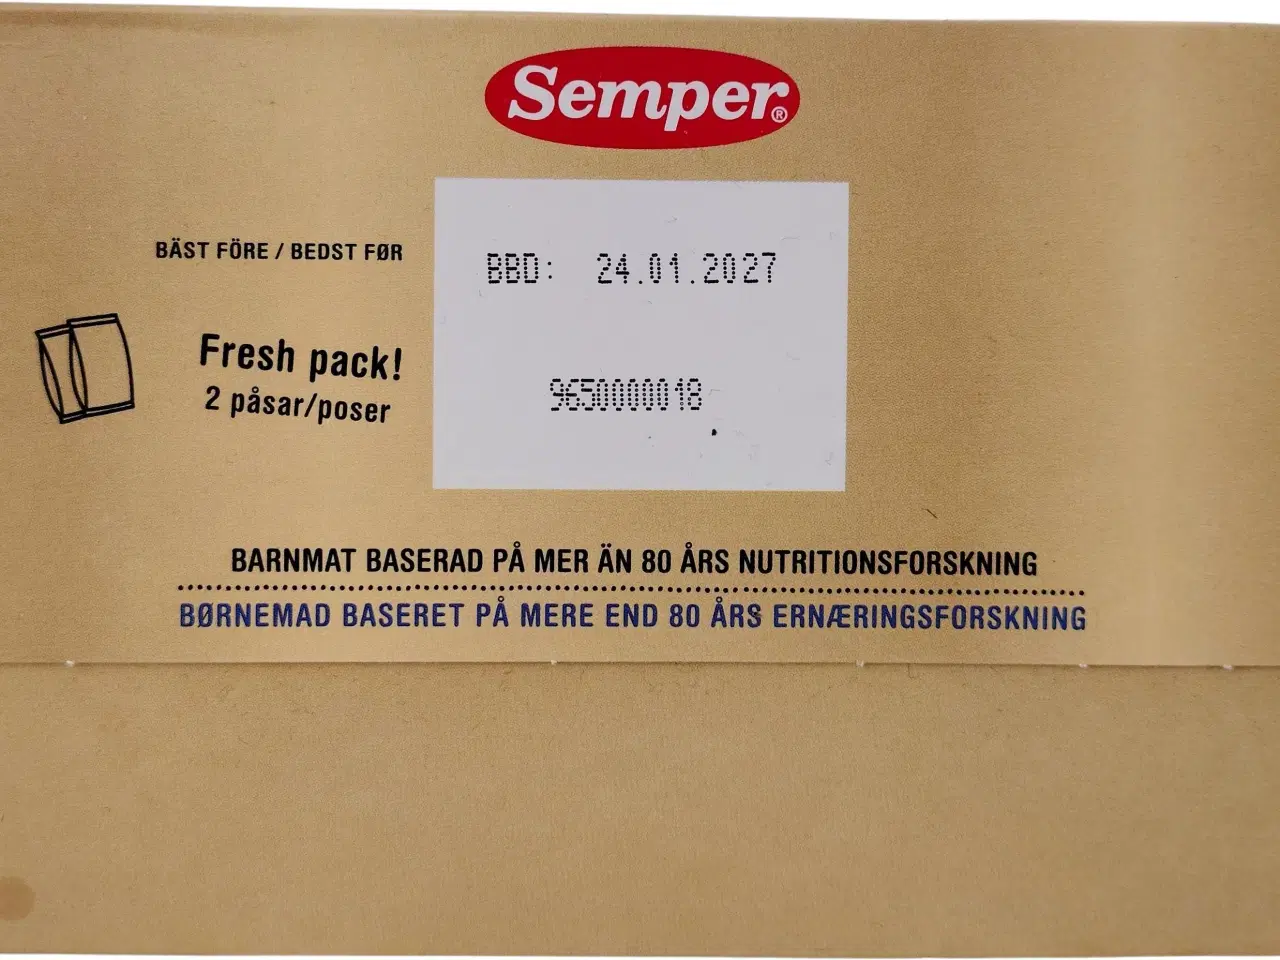 Semper®
BÄST FÖRE / BEDST FØR
BBD: 24.01.2027
Fresh pack!
2 påsar/poser
9650000018
BARNMAT BASERAD PÅ MER ÄN 80 ÅRS NUTRITIONSFORSKNING
BØRNEMAD BASERET PÅ MERE END 80 ÅRS ERNÆRINGSFORSKNING